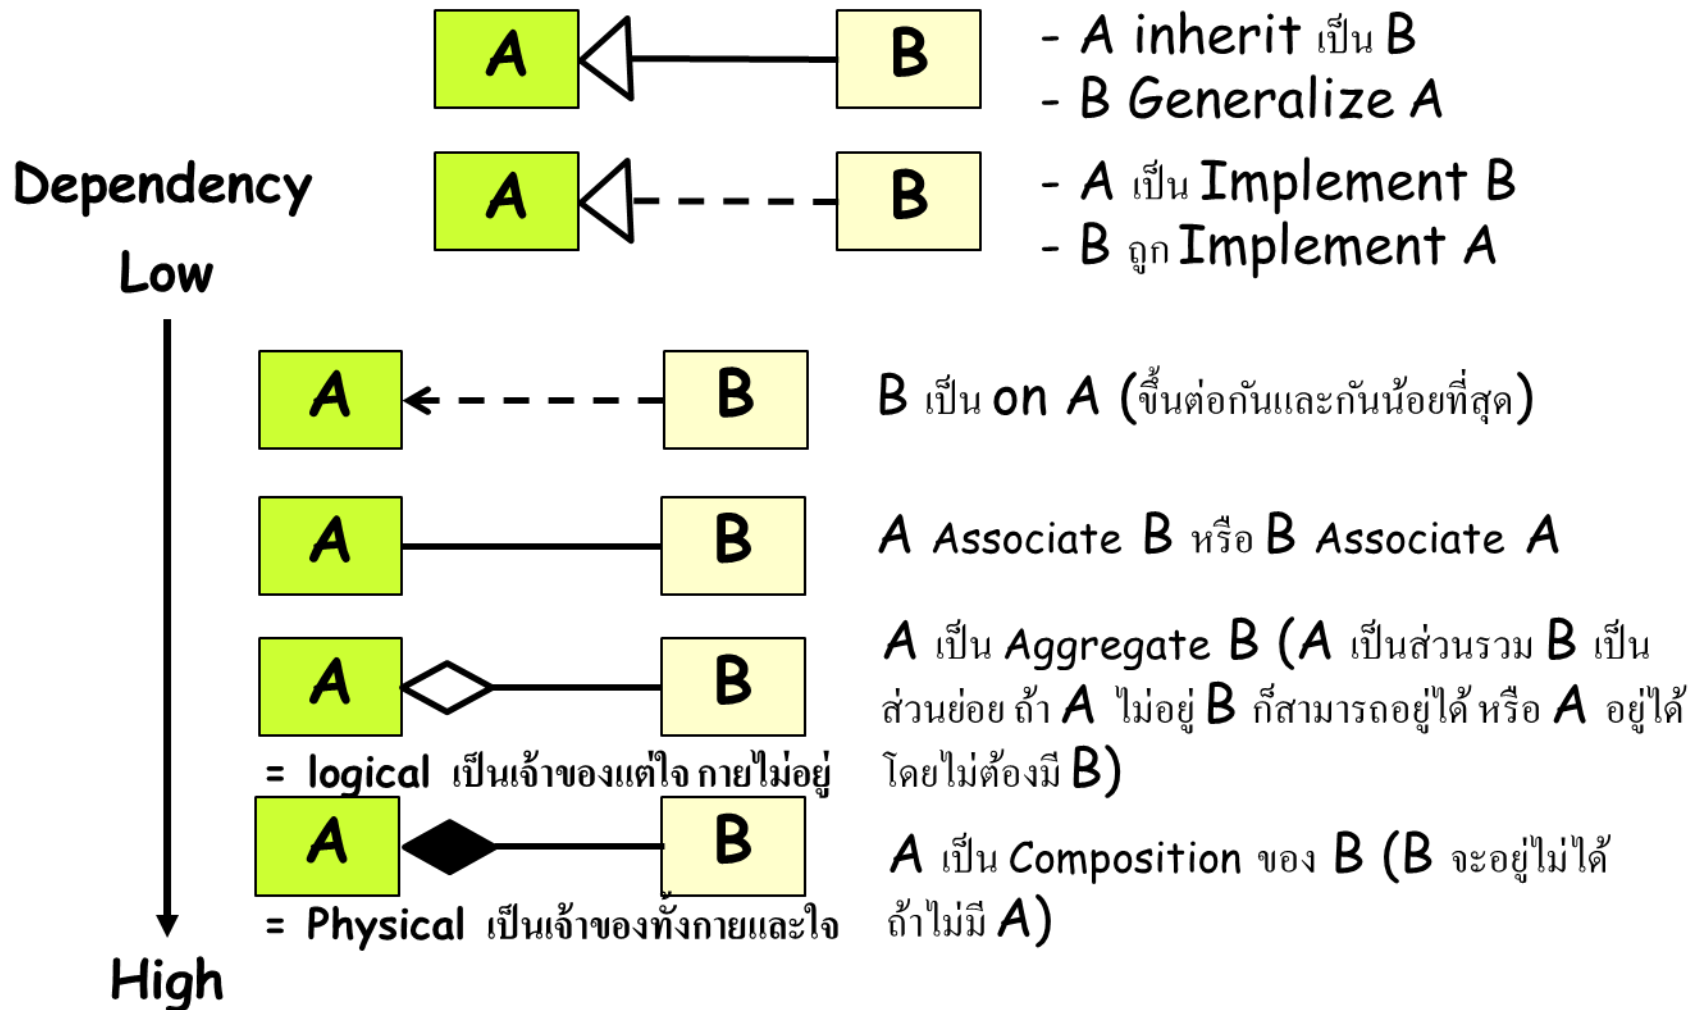 A B - A inherit เป็น B
- B Generalize A
A B - A เป็น Implement B
- B ถูก Implement A
Dependency
Low
A B B เป็น on A (ขึ้นต่อกันและกันน้อยที่สุด)
A B A Associate B หรือ B Associate A
A B A เป็น Aggregate B (A เป็นส่วนรวม B เป็น
ส่วนย่อย ถ้า A ไม่อยู่ B ก็สามารถอยู่ได้ หรือ A อยู่ได้
โดยไม่ต้องมี B)
= logical เป็นเจ้าของแต่ใจ กายไม่อยู่
A B A เป็น Composition ของ B (B จะอยู่ไม่ได้
ถ้าไม่มี A)
= Physical เป็นเจ้าของทั้งกายและใจ
High